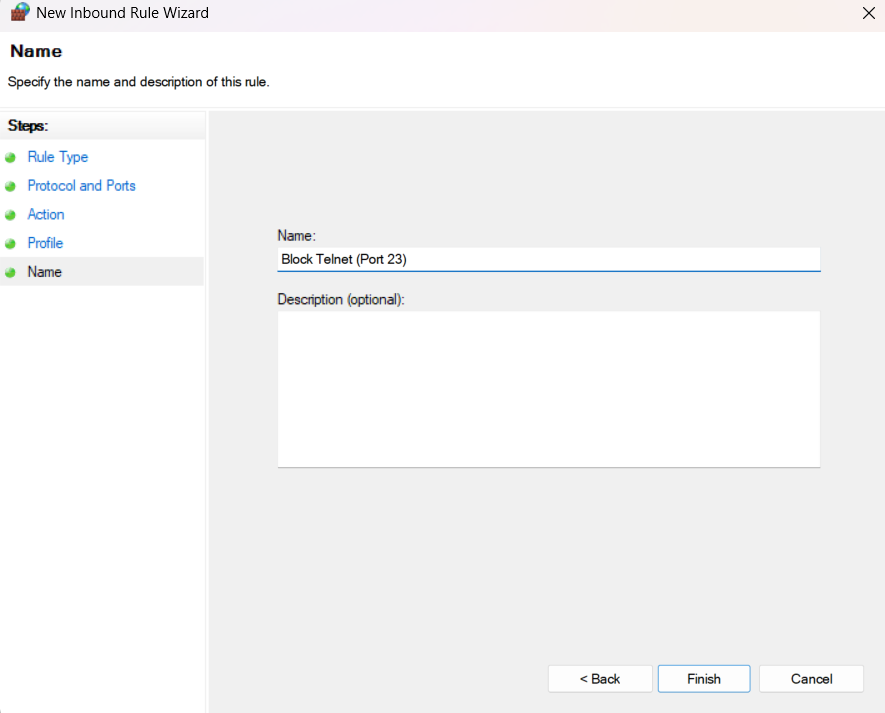 New Inbound Rule Wizard
Name
Specify the name and description of this rule.
Steps:
Rule Type
Protocol and Ports
Action
Profile
Name
Name:
Block Telnet (Port 23)
Description (optional):
< Back
Finish
Cancel